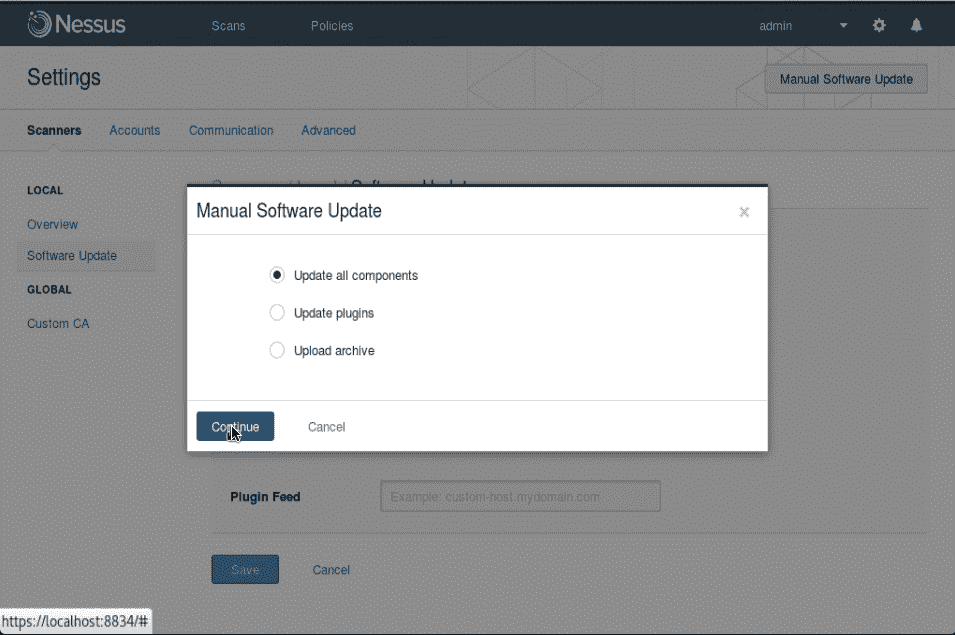 Nessus Scans Policies admin
Settings
Manual Software Update
Scanners Accounts Communication Advanced
LOCAL
Overview
Software Update
GLOBAL
Custom CA
Software Update
Manual Software Update
×
Update all components
Update plugins
Upload archive
Continue Cancel
Plugin Feed Example: custom-host.mydomain.com
Save Cancel
https://localhost:8834/#